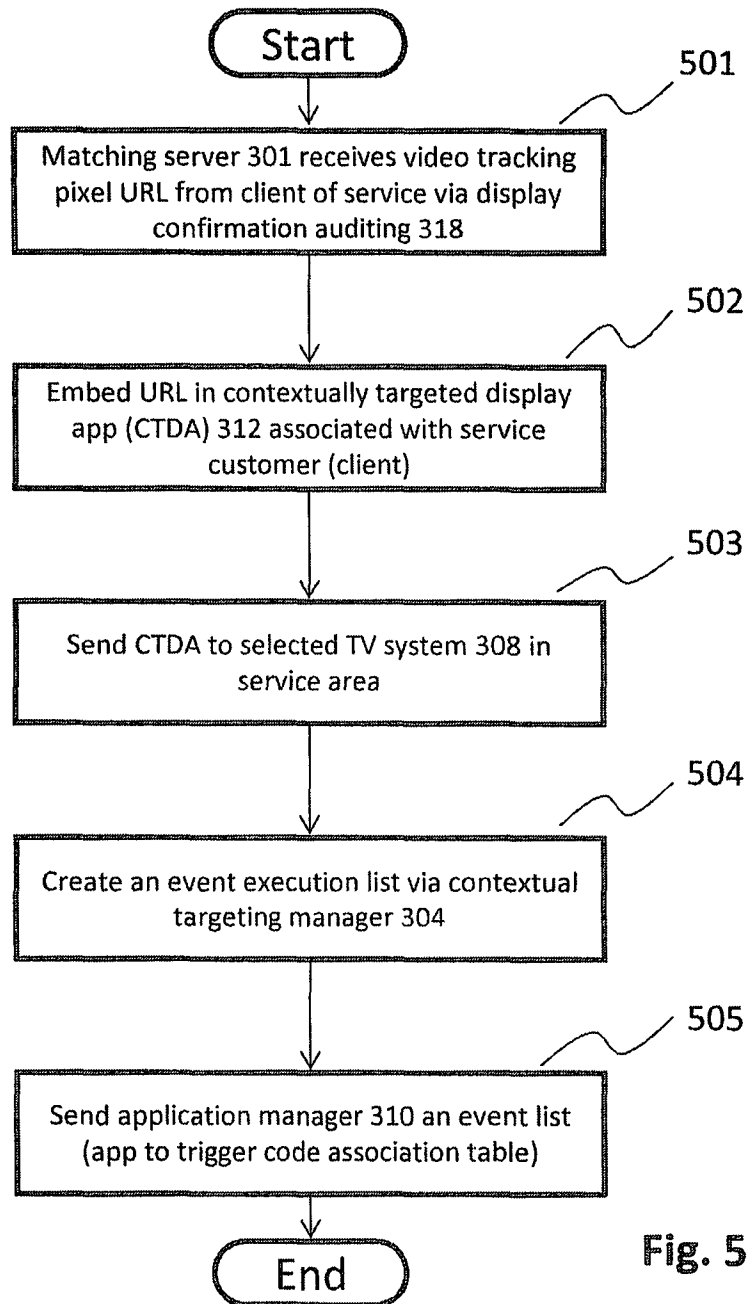 Start
501
Matching server 301 receives video tracking
pixel URL from client of service via display
confirmation auditing 318
502
Embed URL in contextually targeted display
app (CTDA) 312 associated with service
customer (client)
503
Send CTDA to selected TV system 308 in
service area
504
Create an event execution list via contextual
targeting manager 304
505
Send application manager 310 an event list
(app to trigger code association table)
End
Fig. 5